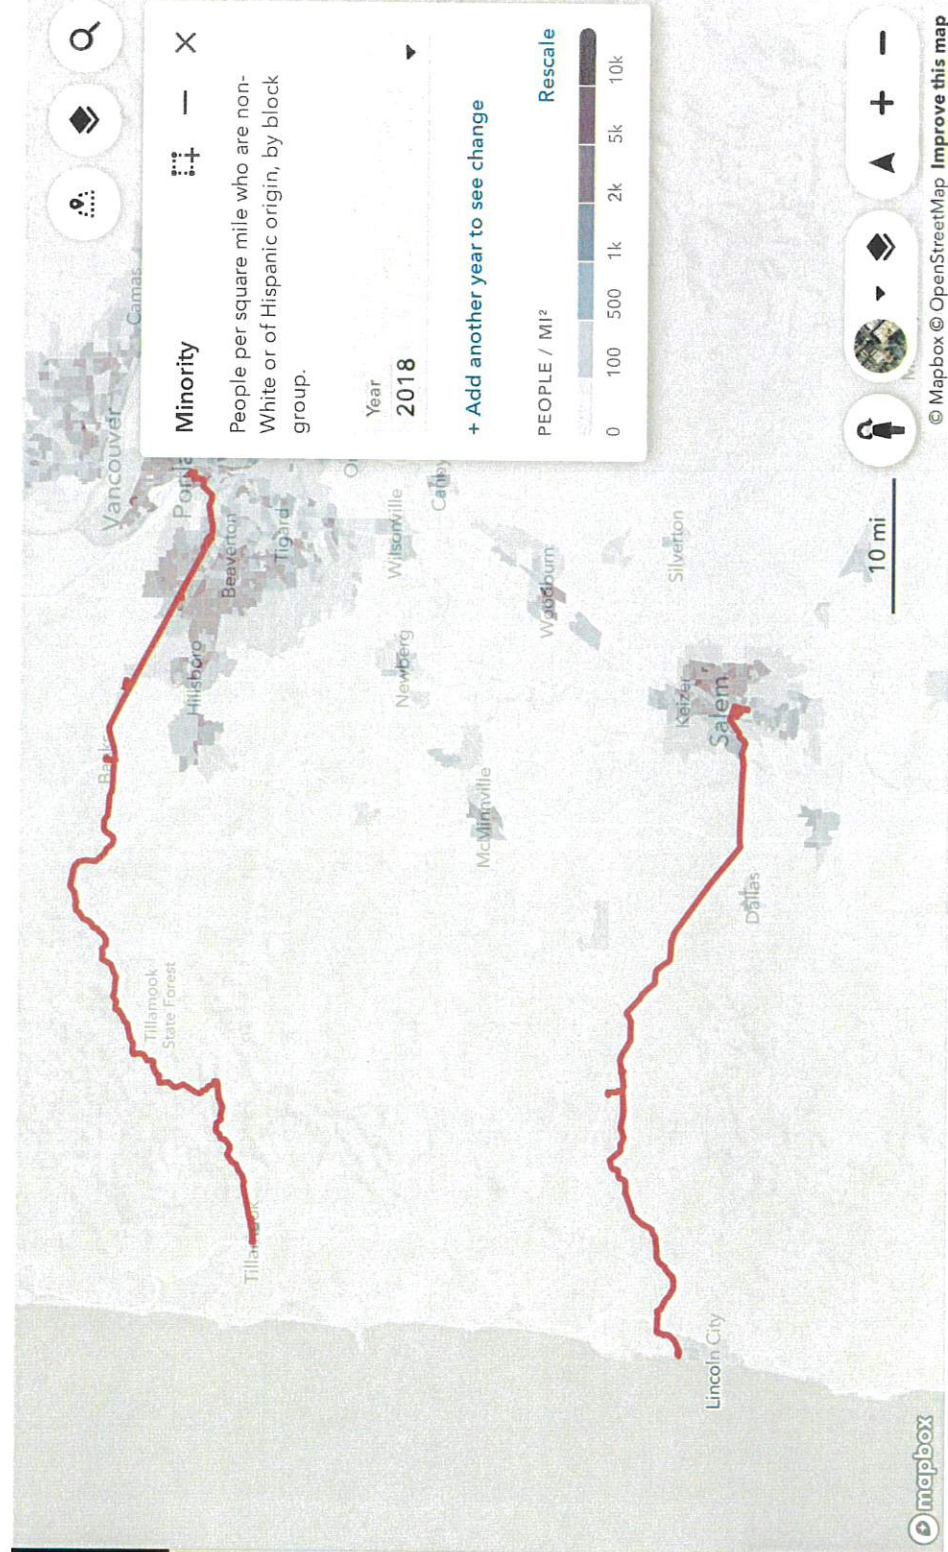 Vancouver
Camas
Portla
Banks
Hillsboro
Beaverton
Tigard
Tillamook
State Forest
Tillamook
Newberg
Wilsonville
Canby
McMinnville
Woodburn
Silverton
Keizer
Salem
Dallas
Lincoln City
Minority
People per square mile who are non-
White or of Hispanic origin, by block
group.
Year
2018
+ Add another year to see change
PEOPLE / MI²
Rescale
0 100 500 1k 2k 5k 10k
10 mi
mapbox
© Mapbox © OpenStreetMap Improve this map